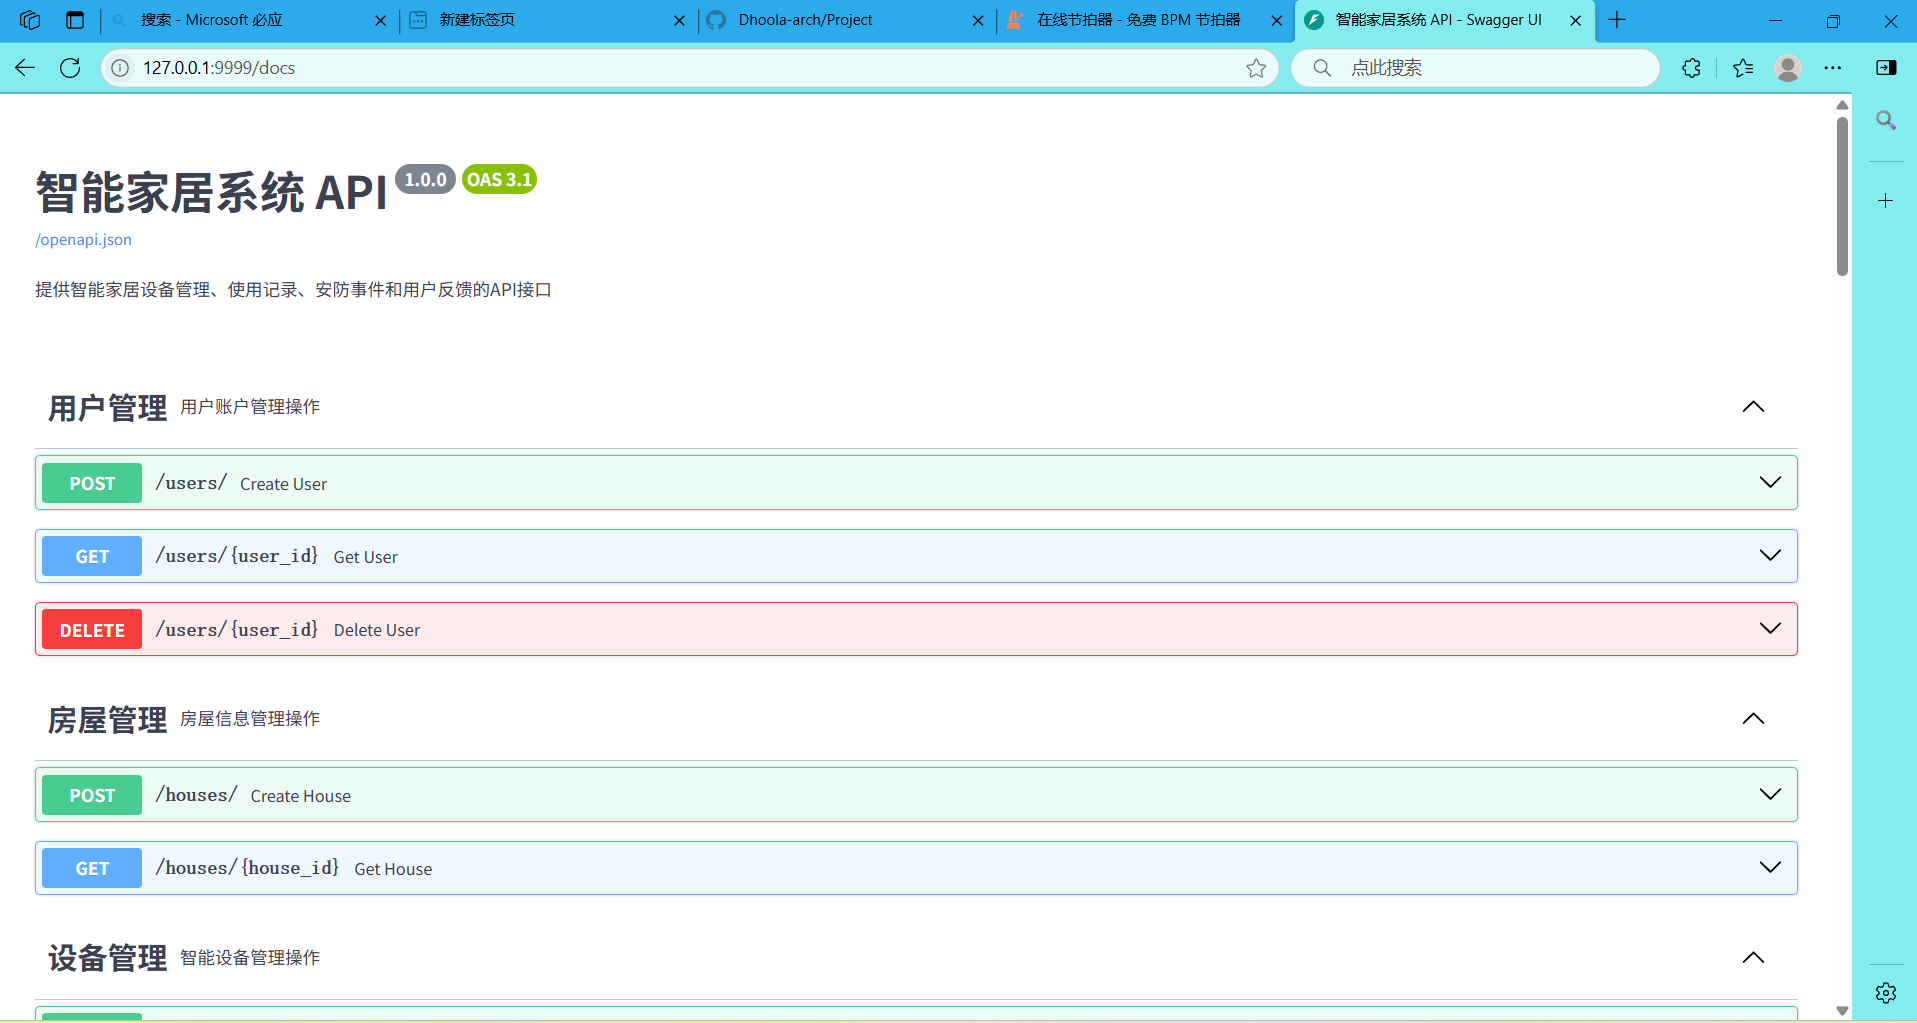 搜索 - Microsoft 必应
新建标签页
Dhoola-arch/Project
在线节拍器 - 免费 BPM 节拍器
智能家居系统 API - Swagger UI
127.0.0.1:9999/docs
点此搜索
智能家居系统 API 1.0.0 OAS 3.1
/openapi.json
提供智能家居设备管理、使用记录、安防事件和用户反馈的API接口
用户管理 用户账户管理操作
POST /users/ Create User
GET /users/{user_id} Get User
DELETE /users/{user_id} Delete User
房屋管理 房屋信息管理操作
POST /houses/ Create House
GET /houses/{house_id} Get House
设备管理 智能设备管理操作